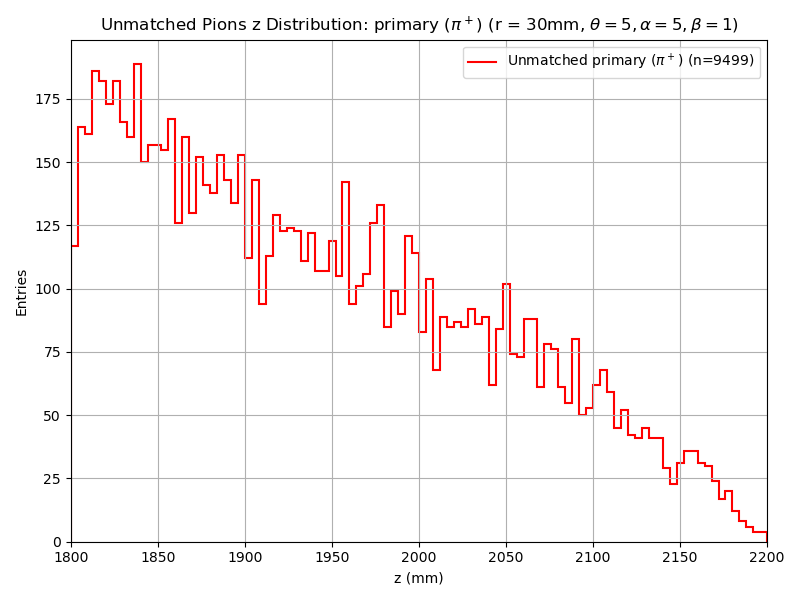 Unmatched Pions z Distribution: primary (π⁺) (r = 30mm, θ = 5, α = 5, β = 1)
Unmatched primary (π⁺) (n=9499)
175
150
125
100
75
50
25
0
Entries
1800 1850 1900 1950 2000 2050 2100 2150 2200
z (mm)